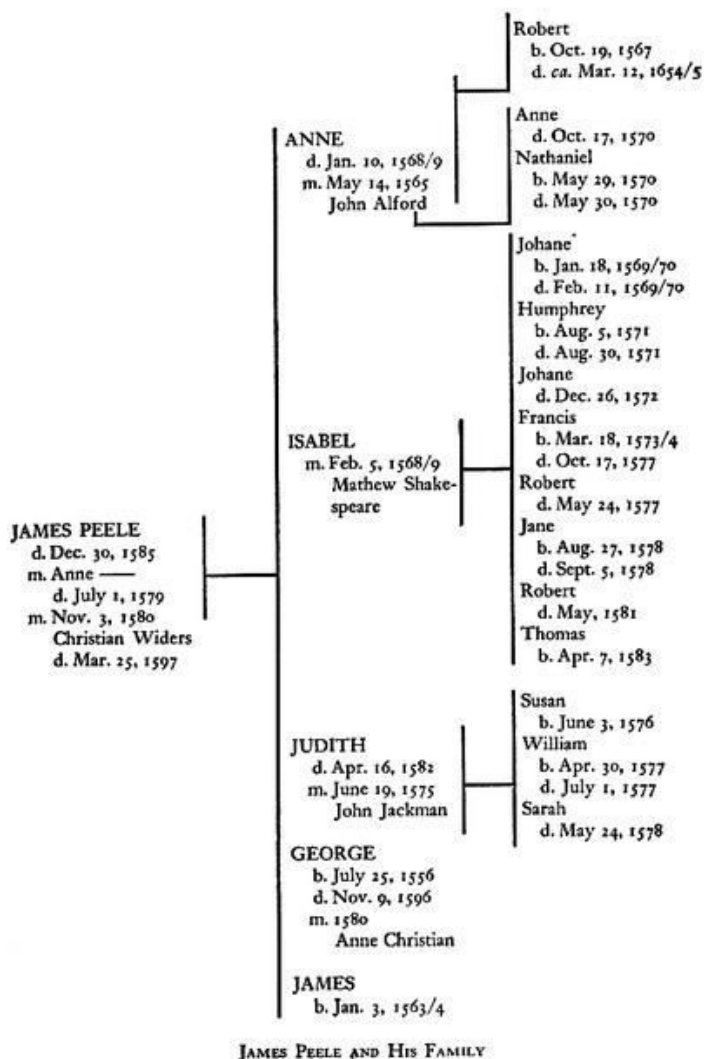 JAMES PEELE
d. Dec. 30, 1585
m. Anne ——
d. July 1, 1579
m. Nov. 3, 1580
Christian Widers
d. Mar. 25, 1597
ANNE
d. Jan. 10, 1568/9
m. May 14, 1565
John Alford
Robert
b. Oct. 19, 1567
d. ca. Mar. 12, 1654/5
Anne
d. Oct. 17, 1570
Nathaniel
b. May 29, 1570
d. May 30, 1570
ISABEL
m. Feb. 5, 1568/9
Mathew Shake-
speare
Johane
b. Jan. 18, 1569/70
d. Feb. 11, 1569/70
Humphrey
b. Aug. 5, 1571
d. Aug. 30, 1571
Johane
d. Dec. 26, 1572
Francis
b. Mar. 18, 1573/4
d. Oct. 17, 1577
Robert
d. May 24, 1577
Jane
b. Aug. 27, 1578
d. Sept. 5, 1578
Robert
d. May, 1581
Thomas
b. Apr. 7, 1583
JUDITH
d. Apr. 16, 1582
m. June 19, 1575
John Jackman
Susan
b. June 3, 1576
William
b. Apr. 30, 1577
d. July 1, 1577
Sarah
d. May 24, 1578
GEORGE
b. July 25, 1556
d. Nov. 9, 1596
m. 1580
Anne Christian
JAMES
b. Jan. 3, 1563/4
JAMES PEELE AND HIS FAMILY